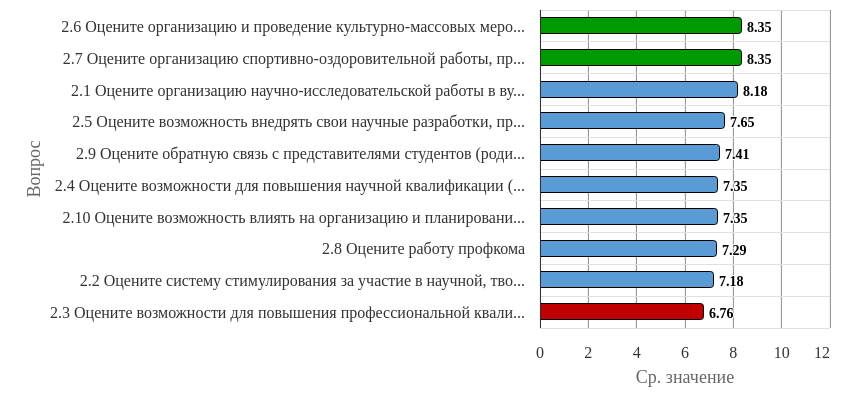 2.6 Оцените организацию и проведение культурно-массовых меро... 8.35
2.7 Оцените организацию спортивно-оздоровительной работы, пр... 8.35
2.1 Оцените организацию научно-исследовательской работы в ву... 8.18
2.5 Оцените возможность внедрять свои научные разработки, пр... 7.65
2.9 Оцените обратную связь с представителями студентов (роди... 7.41
2.4 Оцените возможности для повышения научной квалификации (... 7.35
2.10 Оцените возможность влиять на организацию и планировани... 7.35
2.8 Оцените работу профкома 7.29
2.2 Оцените систему стимулирования за участие в научной, тво... 7.18
2.3 Оцените возможности для повышения профессиональной квали... 6.76
Вопрос
0 2 4 6 8 10 12
Ср. значение